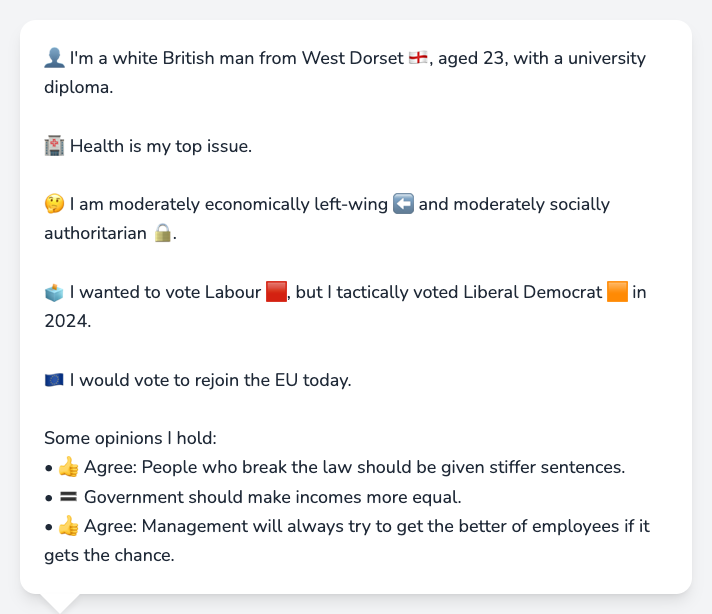 👤 I'm a white British man from West Dorset 🏴󠁧󠁢󠁥󠁮󠁧󠁿, aged 23, with a university
diploma.
🏥 Health is my top issue.
🤔 I am moderately economically left-wing ⬅️ and moderately socially
authoritarian 🔒.
🗳️ I wanted to vote Labour 🟥, but I tactically voted Liberal Democrat 🟧 in
2024.
🇪🇺 I would vote to rejoin the EU today.
Some opinions I hold:
• 👍 Agree: People who break the law should be given stiffer sentences.
• 🟰 Government should make incomes more equal.
• 👍 Agree: Management will always try to get the better of employees if it
gets the chance.